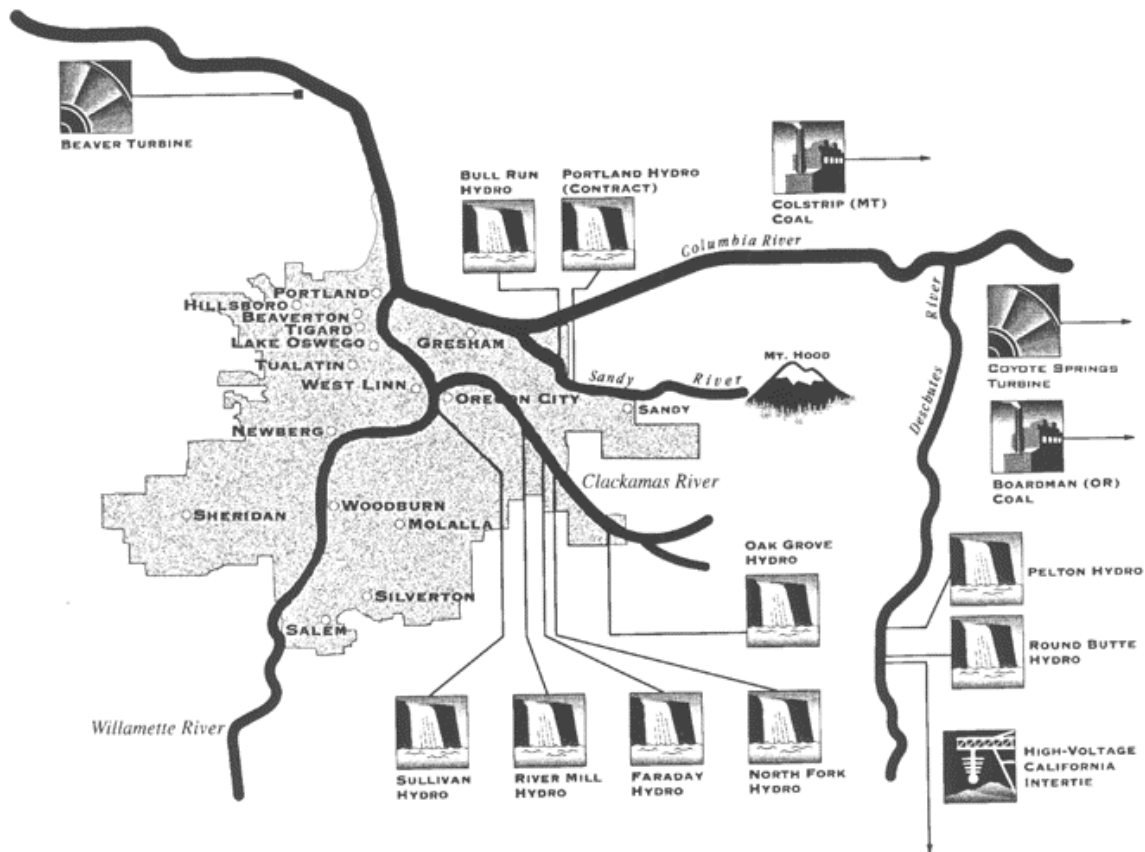 BEAVER TURBINE
BULL RUN
HYDRO
PORTLAND HYDRO
(CONTRACT)
COLSTRIP (MT)
COAL
Columbia River
PORTLAND
HILLSBORO
BEAVERTON
TIGARD
LAKE OSWEGO
GRESHAM
TUALATIN
WEST LINN
OREGON CITY
Sandy River
MT. HOOD
SANDY
NEWBERG
Deschutes River
COYOTE SPRINGS
TURBINE
BOARDMAN (OR)
COAL
Clackamas River
SHERIDAN
WOODBURN
MOLALLA
OAK GROVE
HYDRO
PELTON HYDRO
SILVERTON
SALEM
ROUND BUTTE
HYDRO
Willamette River
SULLIVAN
HYDRO
RIVER MILL
HYDRO
FARADAY
HYDRO
NORTH FORK
HYDRO
HIGH-VOLTAGE
CALIFORNIA
INTERTIE